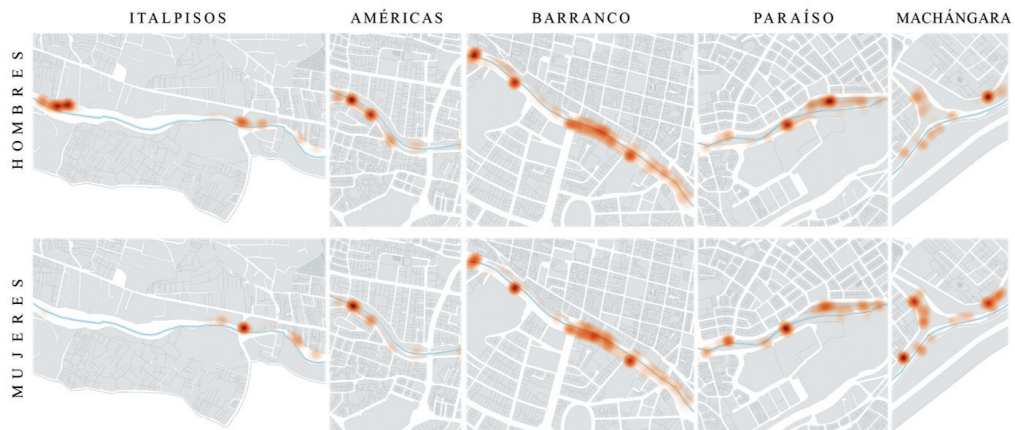 ITALPISOS
AMÉRICAS
BARRANCO
PARAÍSO
MACHÁNGARA
HOMBRES
MUJERES